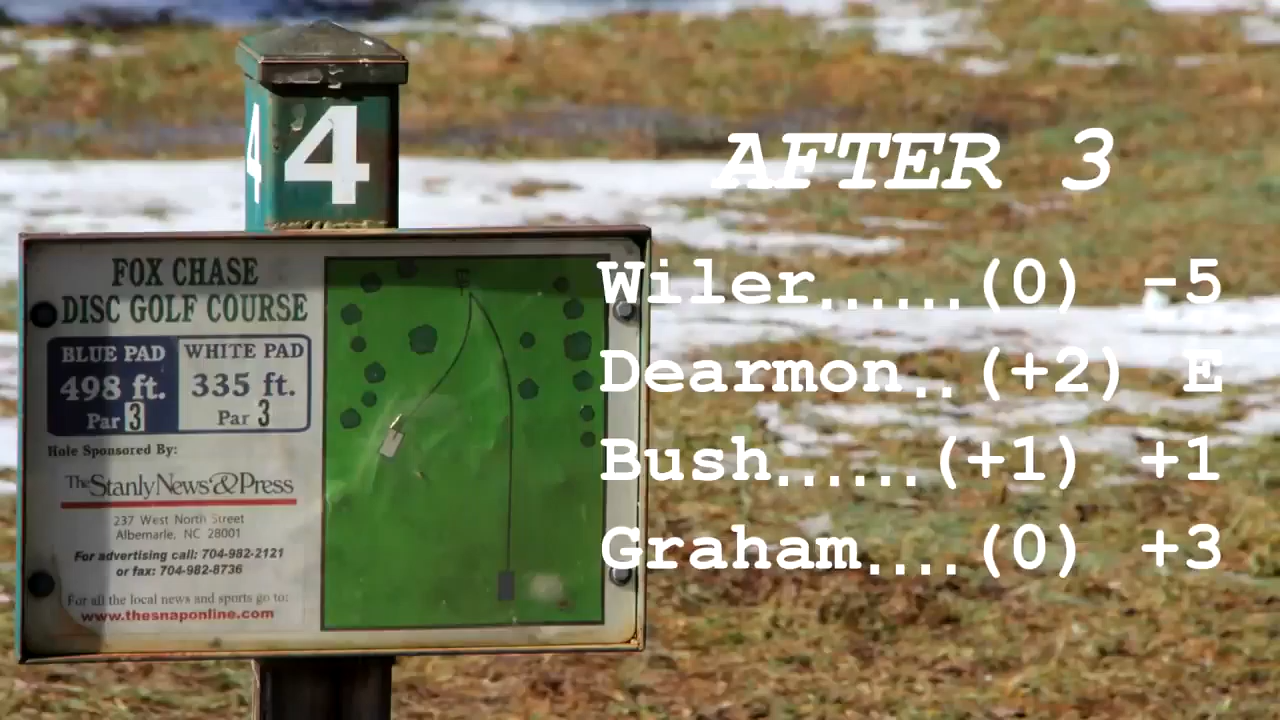 4 4
FOX CHASE
DISC GOLF COURSE
BLUE PAD WHITE PAD
498 ft. 335 ft.
Par 3 Par 3
Hole Sponsored By:
The Stanly News & Press
237 West North Street
Albemarle, NC 28001
For advertising call: 704-982-2121
or fax: 704-982-8736
For all the local news and sports go to:
www.thesnaponline.com
AFTER 3
Wiler......(0) -5
Dearmon..(+2) E
Bush......(+1) +1
Graham....(0) +3